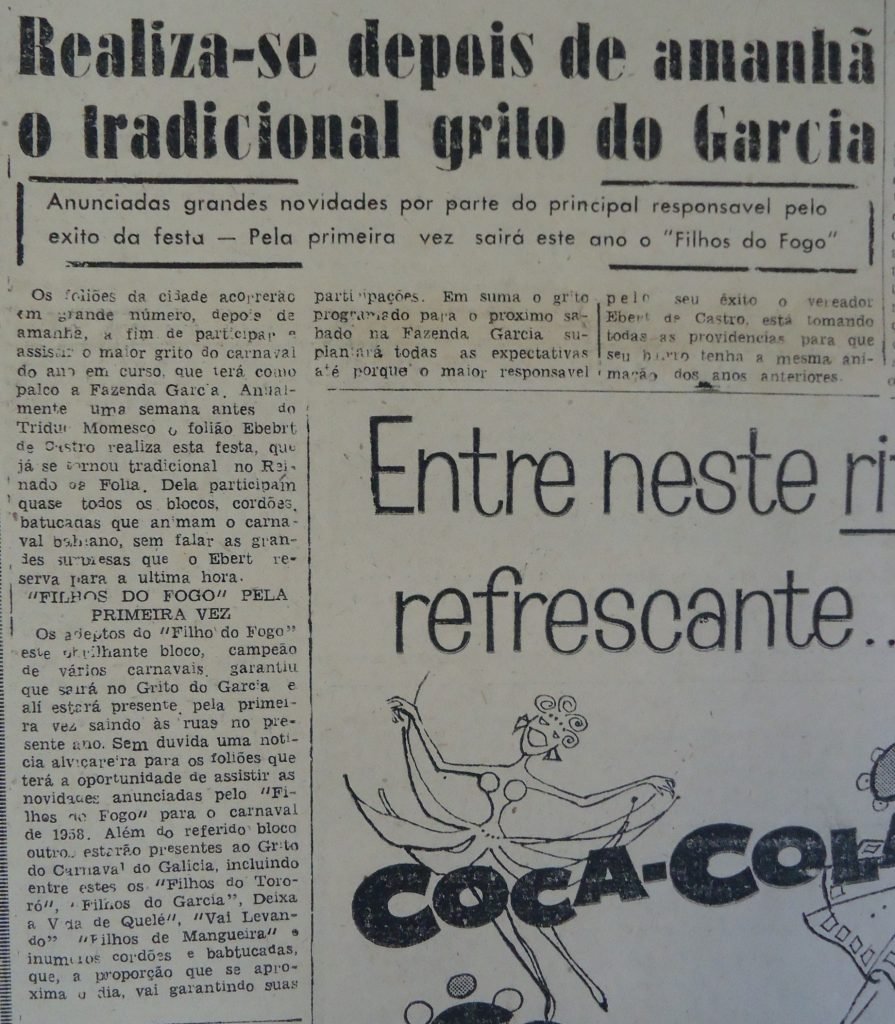 Realiza-se depois de amanhã
o tradicional grito do Garcia
Anunciadas grandes novidades por parte do principal responsavel pelo
exito da festa — Pela primeira vez sairá este ano o "Filhos do Fogo"
Os foliões da cidade acorrerão
em grande número, depois de
amanhã, a fim de participar e
assistir o maior grito do carnaval
do ano em curso, que terá como
palco a Fazenda Garcia. Anual-
mente uma semana antes do
Triduo Momesco o folião Ebebrt
de Castro realiza esta festa, que
já se tornou tradicional no Rei-
nado de Folia. Dela participam
quase todos os blocos, cordões,
batucadas que animam o carna-
val bahiano, sem falar as gran-
des surpresas que o Ebert re-
serva para a ultima hora.
"FILHOS DO FOGO" PELA
PRIMEIRA VEZ
Os adeptos do "Filho do Fogo"
este brilhante bloco, campeão
de vários carnavais, garantiu
que sairá no Grito do Garcia e
alí estará presente, pela primei-
ra vez saindo às ruas no pre-
sente ano. Sem duvida uma notí-
cia alviçareira para os foliões que
terá a oportunidade de assistir as
novidades anunciadas pelo "Fi-
lhos do Fogo" para o carnaval
de 1958. Além do referido bloco
outros estarão presentes ao Grito
do Carnaval do Galicia, incluindo
entre estes os "Filhos do Toro-
ró", "Filhos do Garcia", Deixa
a Vida de Quelé", "Vai Levan-
do" "Filhos de Mangueira" e
inumeros cordões e babtucadas,
que, a proporção que se apro-
xima o dia, vai garantindo suas
participações. Em suma o grito
programado para o proximo sa-
bado na Fazenda Garcia su-
plantará todas as expectativas
até porque o maior responsavel
pelo seu êxito o vereador
Ebert de Castro, está tomando
todas as providencias para que
seu bairro tenha a mesma ani-
mação dos anos anteriores.
Entre neste
refrescante...
COCA-COLA